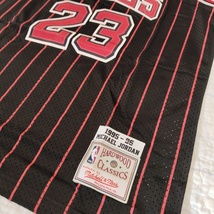 23
1995-96
MICHAEL JORDAN
HARDWOOD
CLASSICS
Mitchell & Ness